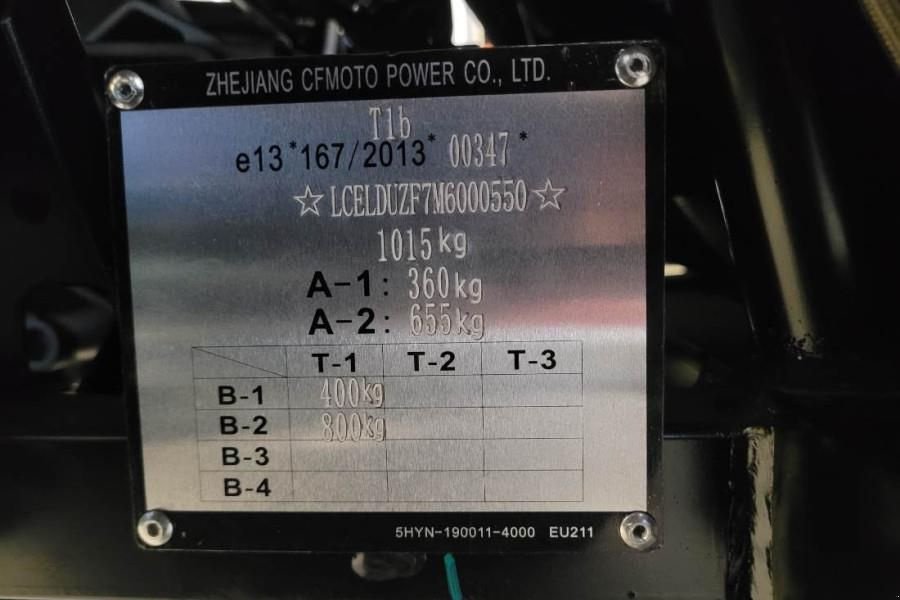 ZHEJIANG CFMOTO POWER CO., LTD.
T1b
e13*167/2013* 00347*
☆LCELDUZF7M6000550☆
1015kg
A-1: 360kg
A-2: 655kg
T-1 T-2 T-3
B-1 400kg
B-2 800kg
B-3
B-4
5HYN-190011-4000 EU211